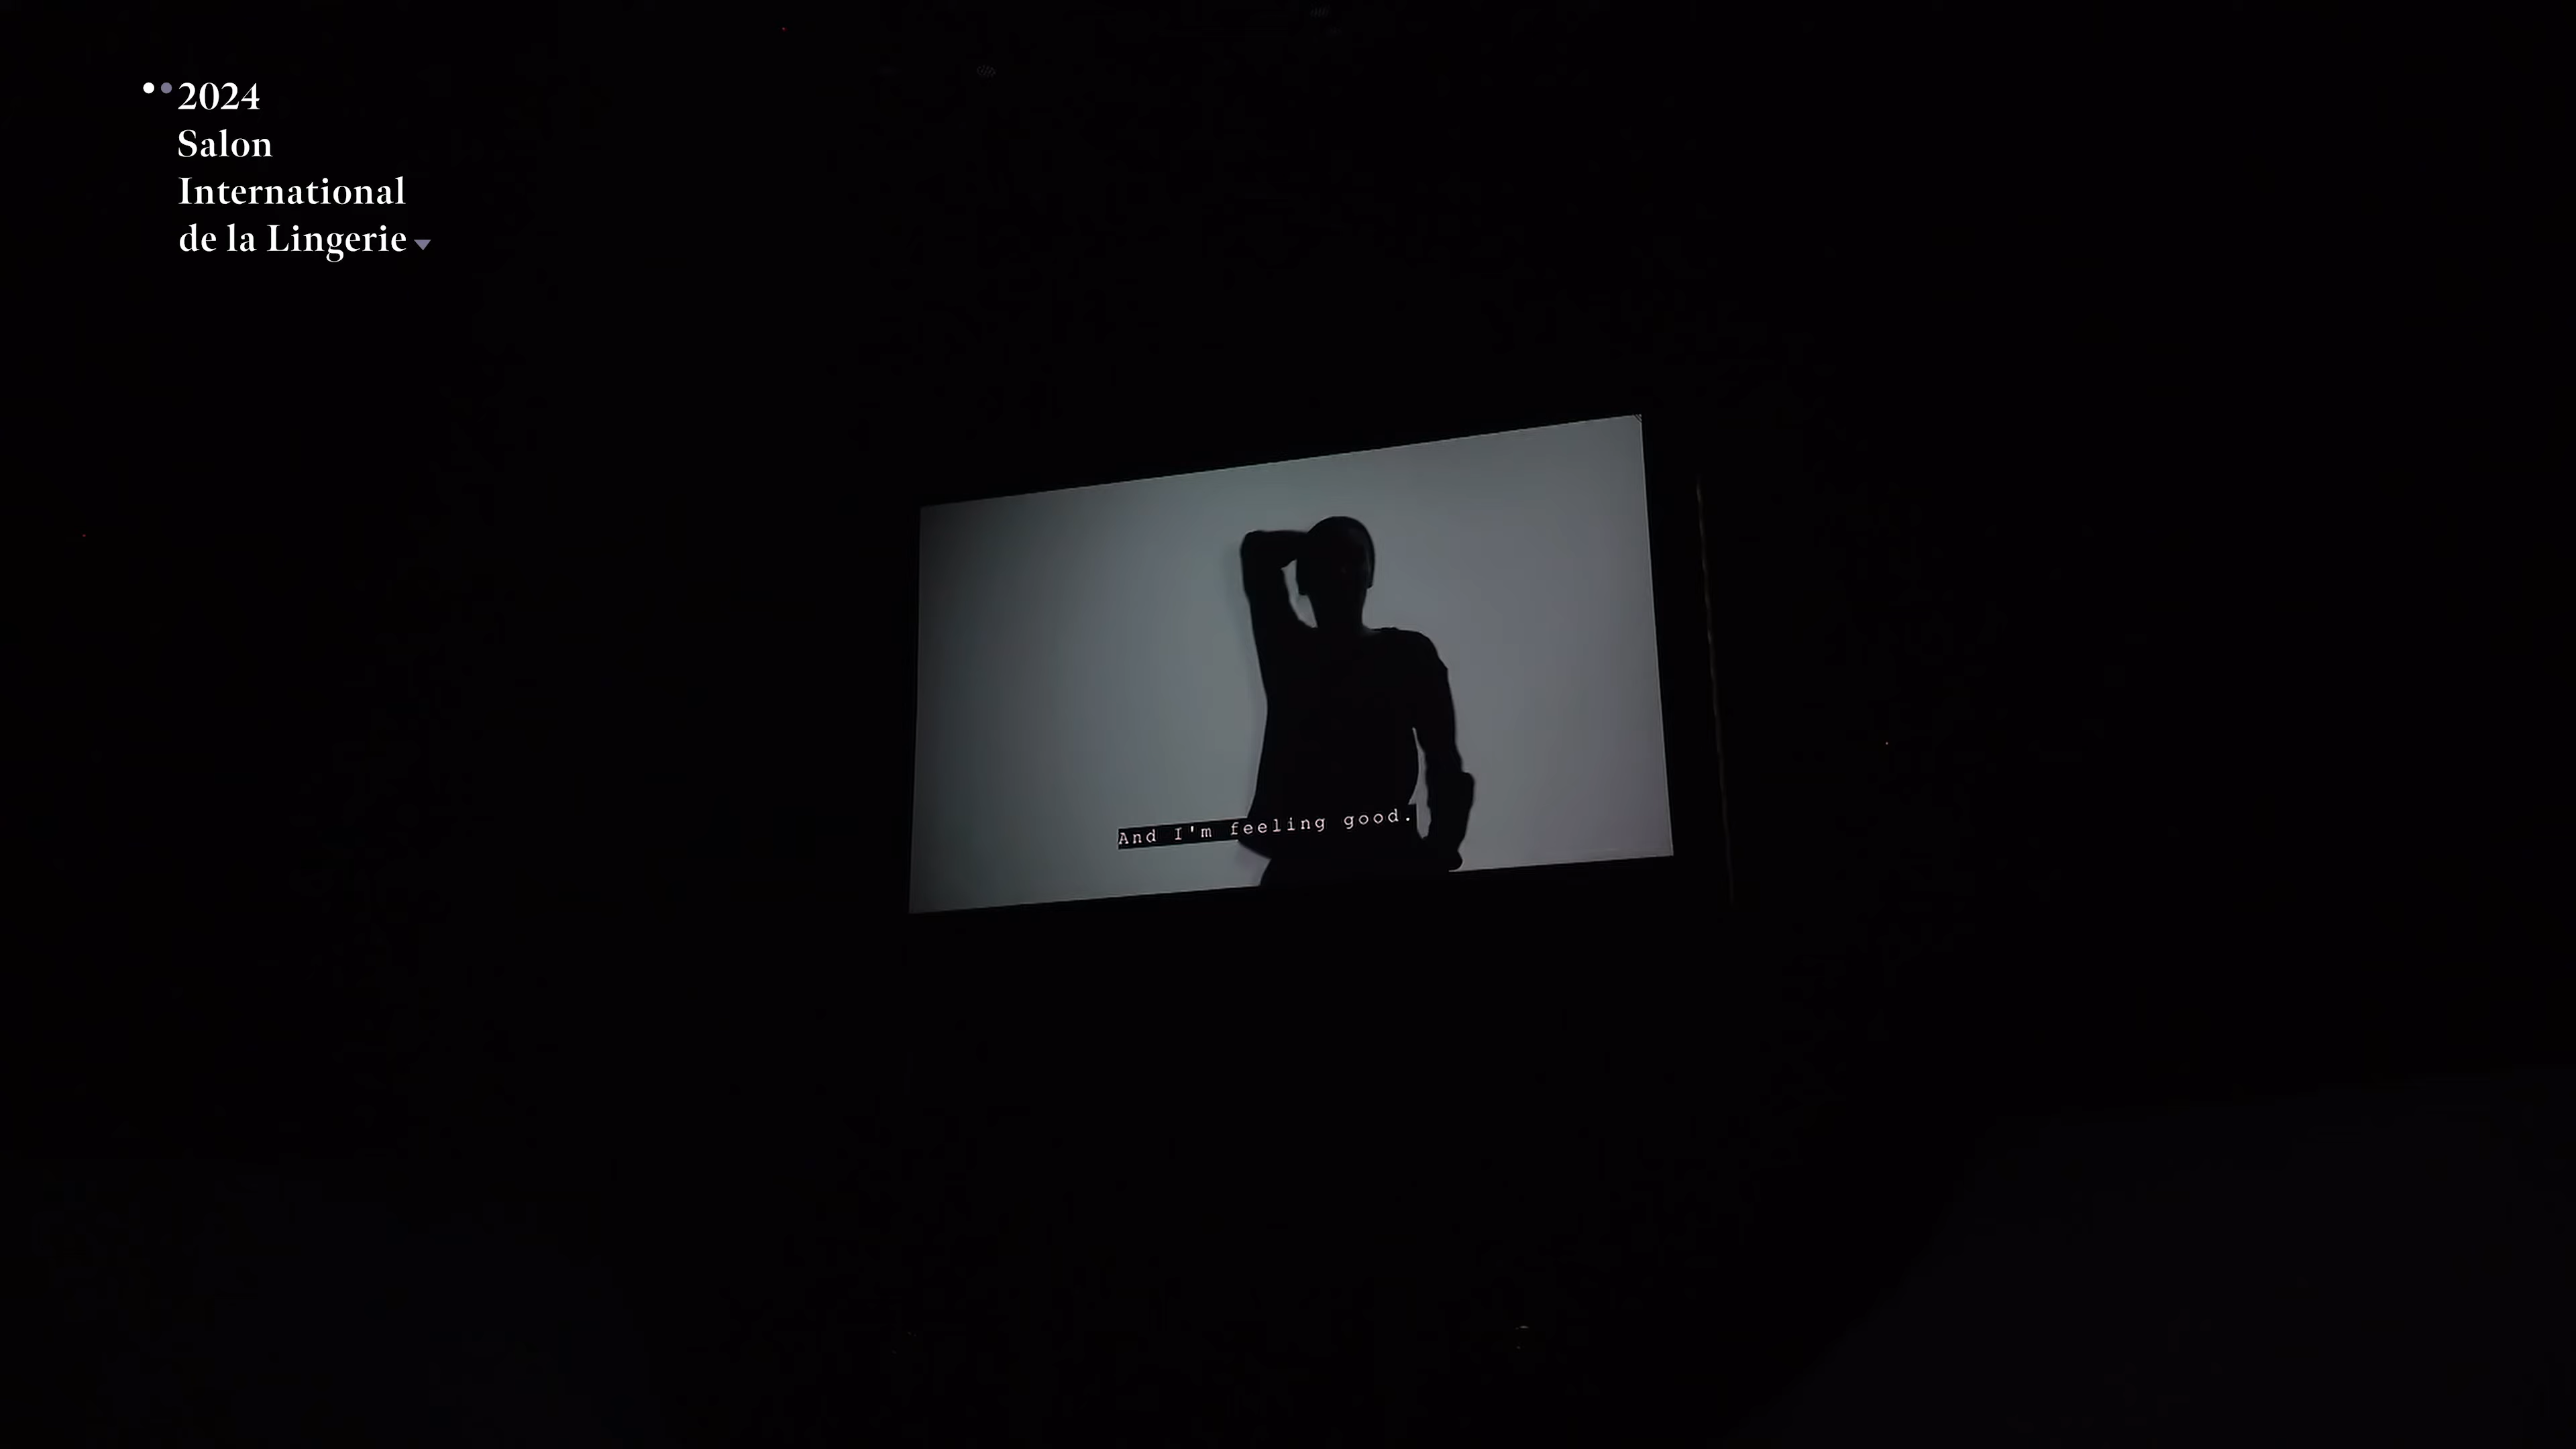 2024
Salon
International
de la Lingerie
And I'm feeling good.